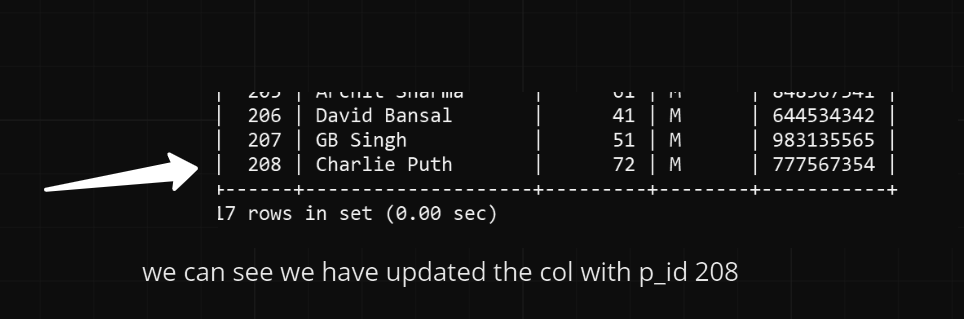 | 205 | Archit Sharma | 61 | M | 848567341 |
| 206 | David Bansal | 41 | M | 644534342 |
| 207 | GB Singh | 51 | M | 983135565 |
| 208 | Charlie Puth | 72 | M | 777567354 |
+------+-------------------+---------+--------+-----------+
17 rows in set (0.00 sec)
we can see we have updated the col with p_id 208